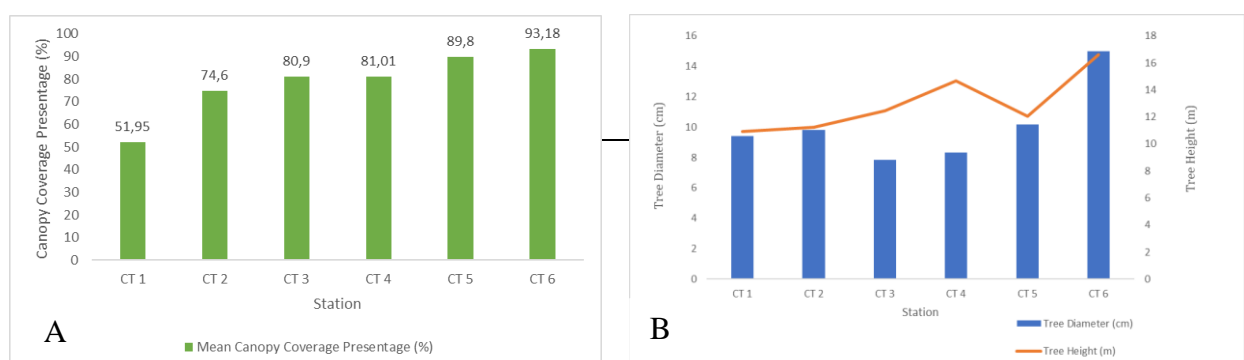 Canopy Coverage Presentage (%)
100
90
80
70
60
50
40
30
20
10
0
51,95
74,6
80,9
81,01
89,8
93,18
CT 1
CT 2
CT 3
CT 4
CT 5
CT 6
Station
A
Mean Canopy Coverage Presentage (%)
Tree Diameter (cm)
16
14
12
10
8
6
4
2
0
18
16
14
12
10
8
6
4
2
0
Tree Height (m)
CT 1
CT 2
CT 3
CT 4
CT 5
CT 6
Station
B
Tree Diameter (cm)
Tree Height (m)